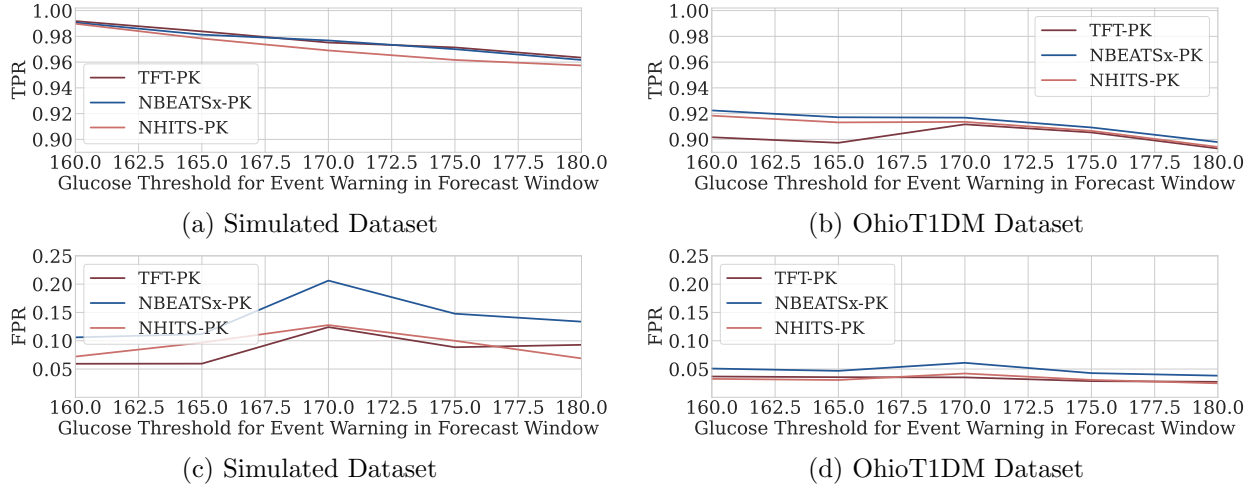 1.00
0.98
0.96
0.94
0.92
0.90
TPR
TFT-PK
NBEATSx-PK
NHITS-PK
160.0 162.5 165.0 167.5 170.0 172.5 175.0 177.5 180.0
Glucose Threshold for Event Warning in Forecast Window
(a) Simulated Dataset
1.00
0.98
0.96
0.94
0.92
0.90
TPR
TFT-PK
NBEATSx-PK
NHITS-PK
160.0 162.5 165.0 167.5 170.0 172.5 175.0 177.5 180.0
Glucose Threshold for Event Warning in Forecast Window
(b) OhioT1DM Dataset
0.25
0.20
0.15
0.10
0.05
FPR
TFT-PK
NBEATSx-PK
NHITS-PK
160.0 162.5 165.0 167.5 170.0 172.5 175.0 177.5 180.0
Glucose Threshold for Event Warning in Forecast Window
(c) Simulated Dataset
0.25
0.20
0.15
0.10
0.05
FPR
TFT-PK
NBEATSx-PK
NHITS-PK
160.0 162.5 165.0 167.5 170.0 172.5 175.0 177.5 180.0
Glucose Threshold for Event Warning in Forecast Window
(d) OhioT1DM Dataset